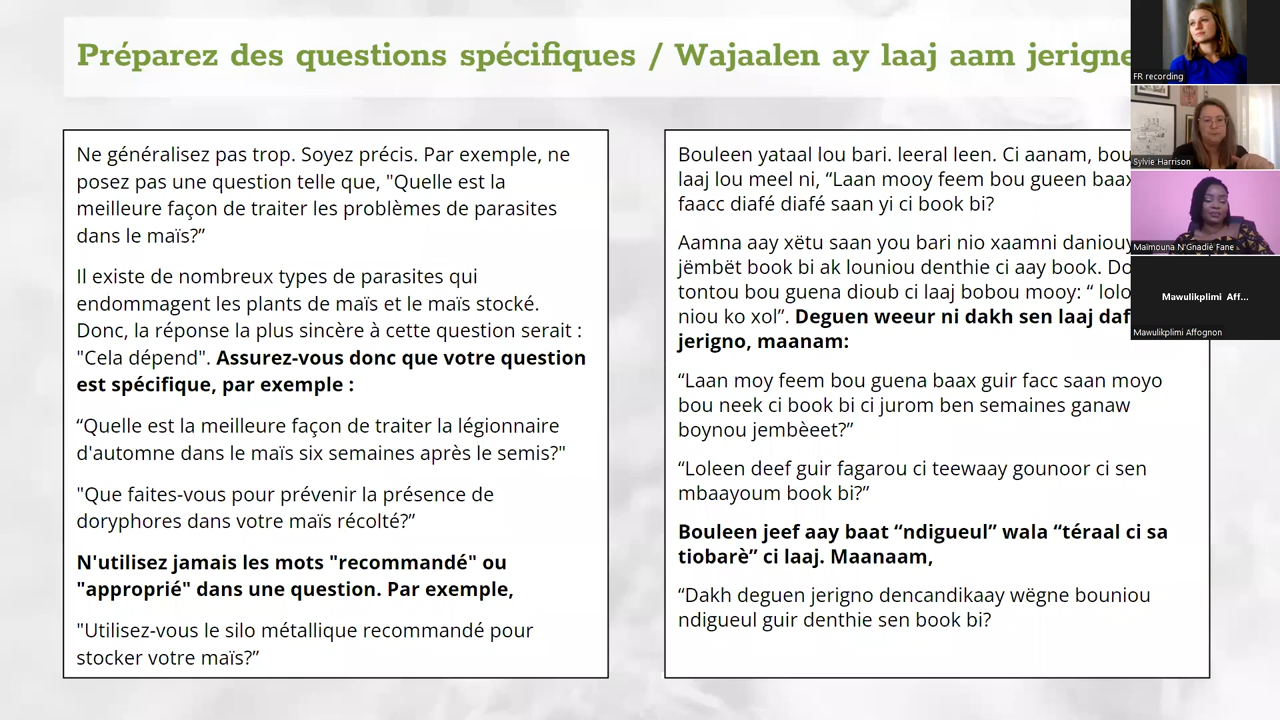 Préparez des questions spécifiques / Wajaalen ay laaj aam jerigne
Ne généralisez pas trop. Soyez précis. Par exemple, ne
posez pas une question telle que, "Quelle est la
meilleure façon de traiter les problèmes de parasites
dans le maïs?”
Il existe de nombreux types de parasites qui
endommagent les plants de maïs et le maïs stocké.
Donc, la réponse la plus sincère à cette question serait :
"Cela dépend". Assurez-vous donc que votre question
est spécifique, par exemple :
“Quelle est la meilleure façon de traiter la légionnaire
d'automne dans le maïs six semaines après le semis?"
"Que faites-vous pour prévenir la présence de
doryphores dans votre maïs récolté?”
N'utilisez jamais les mots "recommandé" ou
"approprié" dans une question. Par exemple,
"Utilisez-vous le silo métallique recommandé pour
stocker votre maïs?”
Bouleen yataal lou bari. leeral leen. Ci aanam, bou
laaj lou meel ni, “Laan mooy feem bou gueen baax
faacc diafé diafé saan yi ci book bi?
Aamna aay xëtu saan you bari nio xaamni daniouy
jëmbët book bi ak louniou denthie ci aay book. Do
tontou bou guena dioub ci laaj bobou mooy: “ lolo
niou ko xol”. Deguen weeur ni dakh sen laaj daf
jerigno, maanam:
“Laan moy feem bou guena baax guir facc saan moyo
bou neek ci book bi ci jurom ben semaines ganaw
boynou jembèeet?”
“Loleen deef guir fagarou ci teewaay gounoor ci sen
mbaayoum book bi?”
Bouleen jeef aay baat “ndigueul” wala “téraal ci sa
tiobarè” ci laaj. Maanaam,
“Dakh deguen jerigno dencandikaay wëgne bouniou
ndigueul guir denthie sen book bi?
FR recording
Sylvie Harrison
Maïmouna N'Gnadiè Fane
Mawulikplimi Aff...
Mawulikplimi Affognon